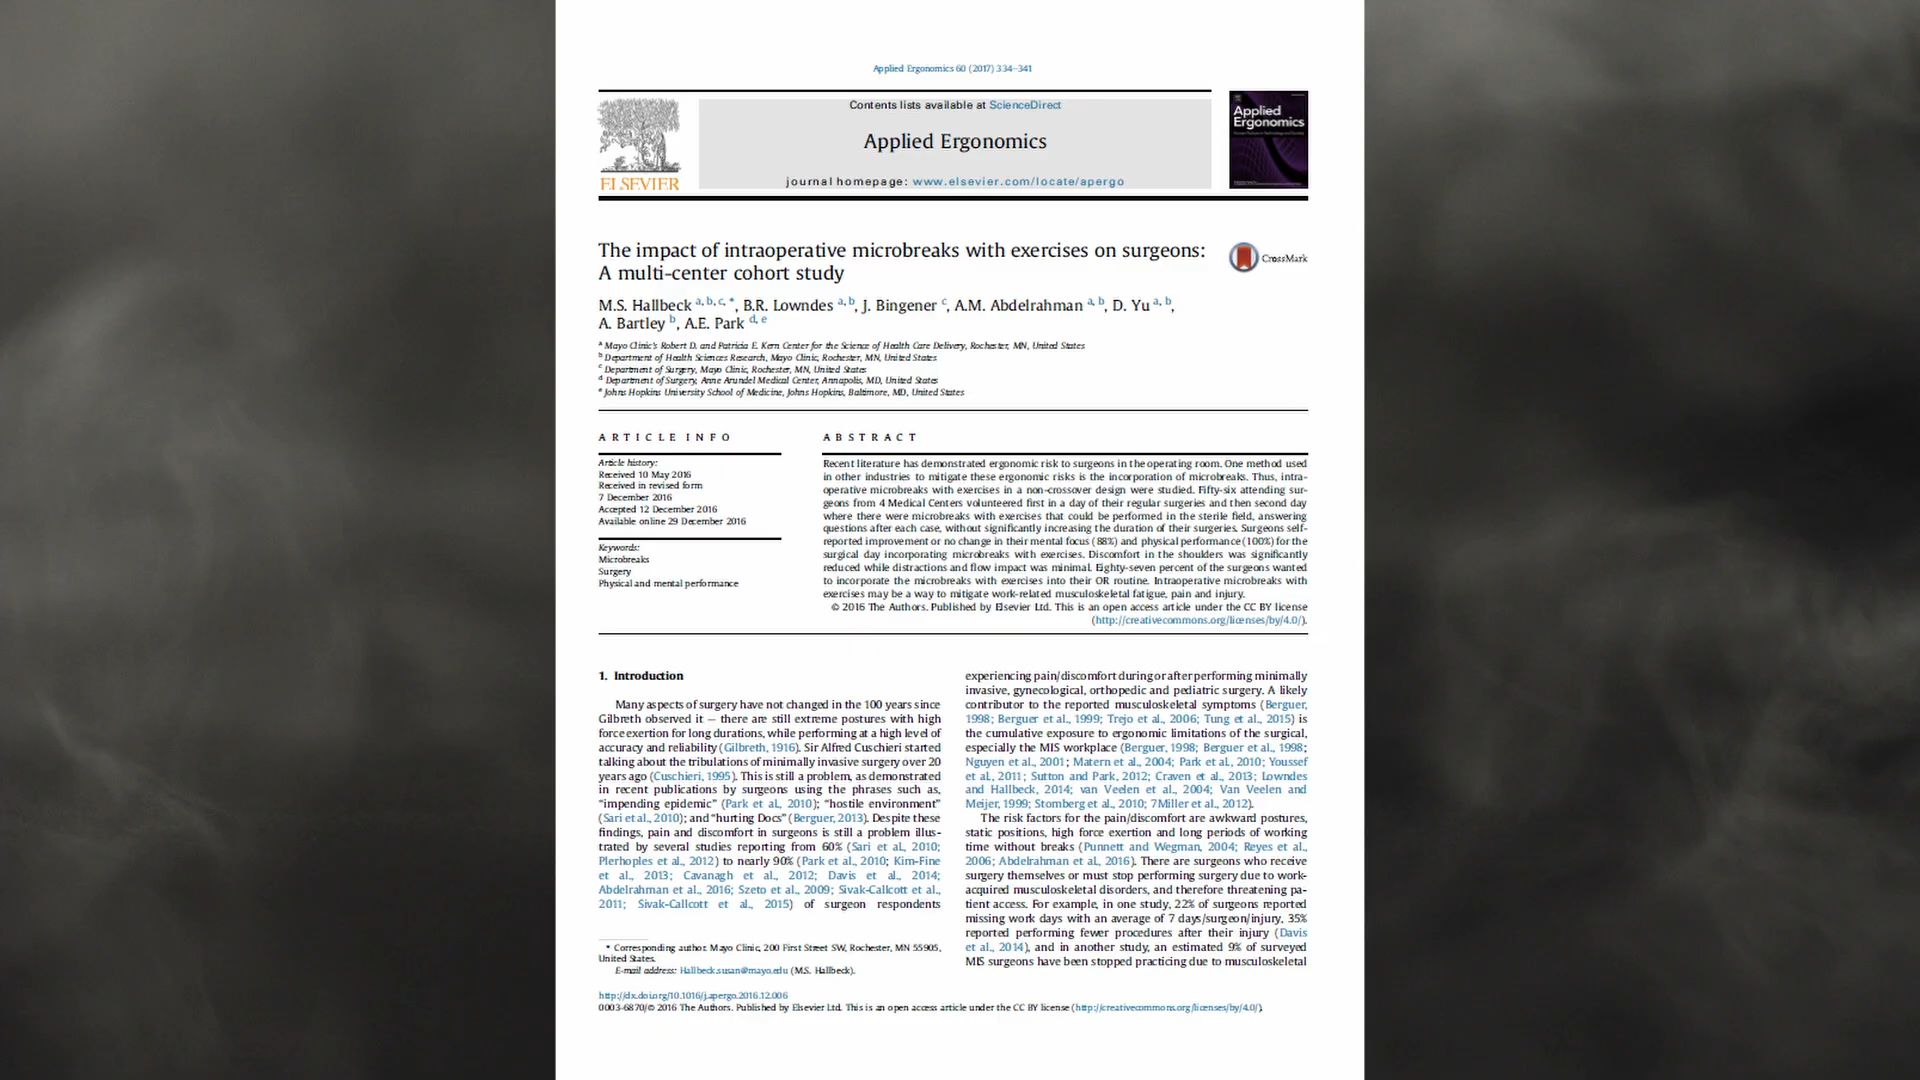 Applied Ergonomics 60 (2017) 334–341
Contents lists available at ScienceDirect
Applied Ergonomics
journal homepage: www.elsevier.com/locate/apergo
ELSEVIER
Applied
Ergonomics
The impact of intraoperative microbreaks with exercises on surgeons:
A multi-center cohort study
CrossMark
M.S. Hallbeck a, b, c, *, B.R. Lowndes a, b, J. Bingener c, A.M. Abdelrahman a, b, D. Yu a, b,
A. Bartley b, A.E. Park d, e
a Mayo Clinic's Robert D. and Patricia E. Kern Center for the Science of Health Care Delivery, Rochester, MN, United States
b Department of Health Sciences Research, Mayo Clinic, Rochester, MN, United States
c Department of Surgery, Mayo Clinic, Rochester, MN, United States
d Department of Surgery, Anne Arundel Medical Center, Annapolis, MD, United States
e Johns Hopkins University School of Medicine, Johns Hopkins, Baltimore, MD, United States
ARTICLE INFO
Article history:
Received 10 May 2016
Received in revised form
7 December 2016
Accepted 12 December 2016
Available online 29 December 2016
Keywords:
Microbreaks
Surgery
Physical and mental performance
ABSTRACT
Recent literature has demonstrated ergonomic risk to surgeons in the operating room. One method used
in other industries to mitigate these ergonomic risks is the incorporation of microbreaks. Thus, intra-
operative microbreaks with exercises in a non-crossover design were studied. Fifty-six attending sur-
geons from 4 Medical Centers volunteered first in a day of their regular surgeries and then second day
where there were microbreaks with exercises that could be performed in the sterile field, answering
questions after each case, without significantly increasing the duration of their surgeries. Surgeons self-
reported improvement or no change in their mental focus (88%) and physical performance (100%) for the
surgical day incorporating microbreaks with exercises. Discomfort in the shoulders was significantly
reduced while distractions and flow impact was minimal. Eighty-seven percent of the surgeons wanted
to incorporate the microbreaks with exercises into their OR routine. Intraoperative microbreaks with
exercises may be a way to mitigate work-related musculoskeletal fatigue, pain and injury.
© 2016 The Authors. Published by Elsevier Ltd. This is an open access article under the CC BY license
(http://creativecommons.org/licenses/by/4.0/).
1. Introduction
Many aspects of surgery have not changed in the 100 years since
Gilbreth observed it – there are still extreme postures with high
force exertion for long durations, while performing at a high level of
accuracy and reliability (Gilbreth, 1916). Sir Alfred Cuschieri started
talking about the tribulations of minimally invasive surgery over 20
years ago (Cuschieri, 1995). This is still a problem, as demonstrated
in recent publications by surgeons using the phrases such as,
“impending epidemic” (Park et al., 2010); “hostile environment”
(Sari et al., 2010); and “hurting Docs” (Berguer, 2013). Despite these
findings, pain and discomfort in surgeons is still a problem illus-
trated by several studies reporting from 60% (Sari et al., 2010;
Plerhoples et al., 2012) to nearly 90% (Park et al., 2010; Kim-Fine
et al., 2013; Cavanagh et al., 2012; Davis et al., 2014;
Abdelrahman et al., 2016; Szeto et al., 2009; Sivak-Callcott et al.,
2011; Sivak-Callcott et al., 2015) of surgeon respondents
* Corresponding author. Mayo Clinic, 200 First Street SW, Rochester, MN 55905,
United States.
E-mail address: Hallbeck.susan@mayo.edu (M.S. Hallbeck).
experiencing pain/discomfort during or after performing minimally
invasive, gynecological, orthopedic and pediatric surgery. A likely
contributor to the reported musculoskeletal symptoms (Berguer,
1998; Berguer et al., 1999; Trejo et al., 2006; Tung et al., 2015) is
the cumulative exposure to ergonomic limitations of the surgical,
especially the MIS workplace (Berguer, 1998; Berguer et al., 1998;
Nguyen et al., 2001; Matern et al., 2004; Park et al., 2010; Youssef
et al., 2011; Sutton and Park, 2012; Craven et al., 2013; Lowndes
and Hallbeck, 2014; van Veelen et al., 2004; Van Veelen and
Meijer, 1999; Stomberg et al., 2010; 7Miller et al., 2012).
The risk factors for the pain/discomfort are awkward postures,
static positions, high force exertion and long periods of working
time without breaks (Punnett and Wegman, 2004; Reyes et al.,
2006; Abdelrahman et al., 2016). There are surgeons who receive
surgery themselves or must stop performing surgery due to work-
acquired musculoskeletal disorders, and therefore threatening pa-
tient access. For example, in one study, 22% of surgeons reported
missing work days with an average of 7 days/surgeon/injury, 35%
reported performing fewer procedures after their injury (Davis
et al., 2014), and in another study, an estimated 9% of surveyed
MIS surgeons have been stopped practicing due to musculoskeletal
http://dx.doi.org/10.1016/j.apergo.2016.12.006
0003-6870/© 2016 The Authors. Published by Elsevier Ltd. This is an open access article under the CC BY license (http://creativecommons.org/licenses/by/4.0/).